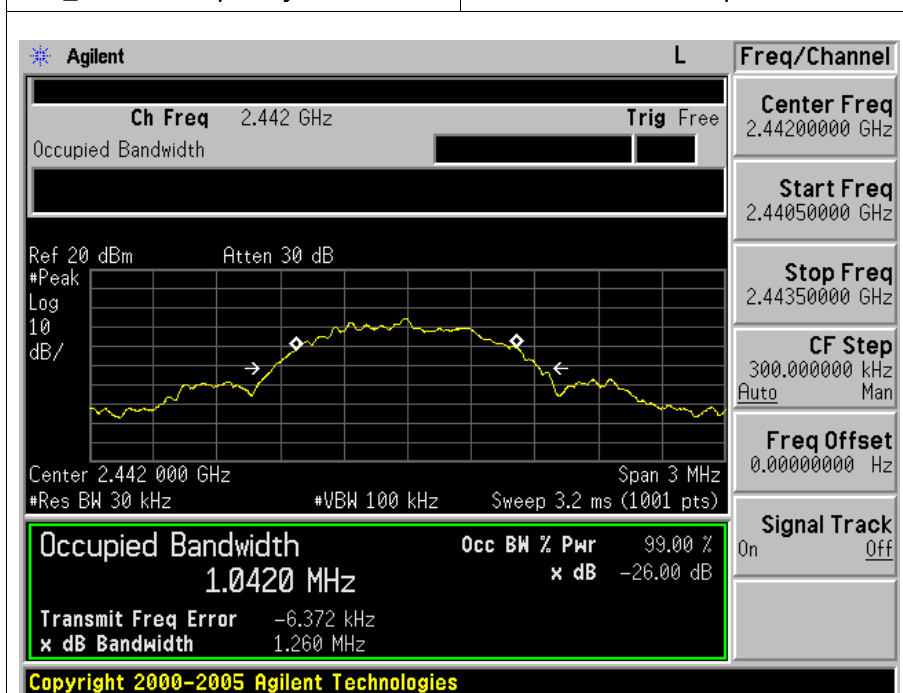 Agilent L Freq/Channel
Ch Freq 2.442 GHz Trig Free
Occupied Bandwidth
Center Freq
2.44200000 GHz
Start Freq
2.44050000 GHz
Stop Freq
2.44350000 GHz
CF Step
300.000000 kHz
Auto Man
Freq Offset
0.00000000 Hz
Signal Track
On Off
Ref 20 dBm Atten 30 dB
#Peak
Log
10
dB/
Center 2.442 000 GHz Span 3 MHz
#Res BW 30 kHz #VBW 100 kHz Sweep 3.2 ms (1001 pts)
Occupied Bandwidth Occ BW % Pwr 99.00 %
1.0420 MHz x dB -26.00 dB
Transmit Freq Error -6.372 kHz
x dB Bandwidth 1.260 MHz
Copyright 2000-2005 Agilent Technologies